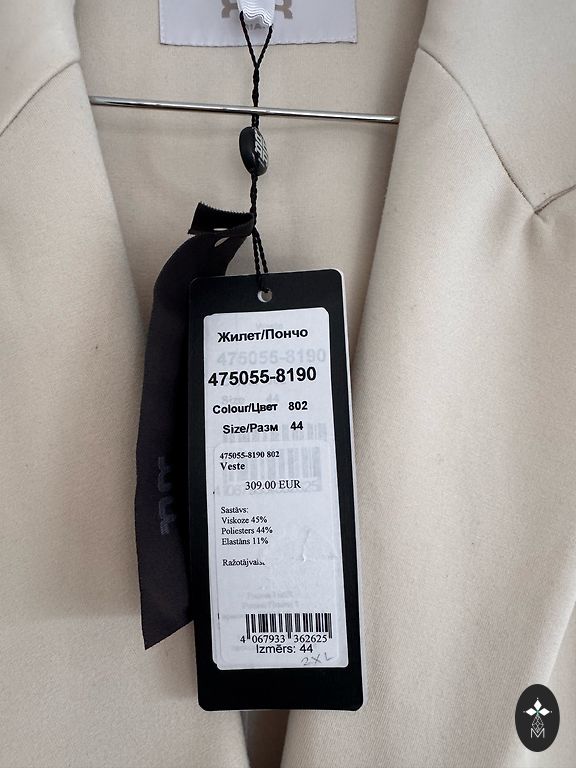 Жилет/Пончо
475055-8190
Colour/Цвет 802
Size/Разм 44
475055-8190 802
Veste
309.00 EUR
Sastāvs:
Viskoze 45%
Poliesters 44%
Elastāns 11%
4 067933 362625
Izmērs: 44
2XL
M